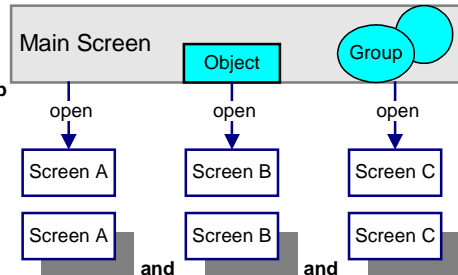 Main Screen
Object
Group
open
open
open
Screen A
Screen B
Screen C
Screen A
Screen B
Screen C
and
and